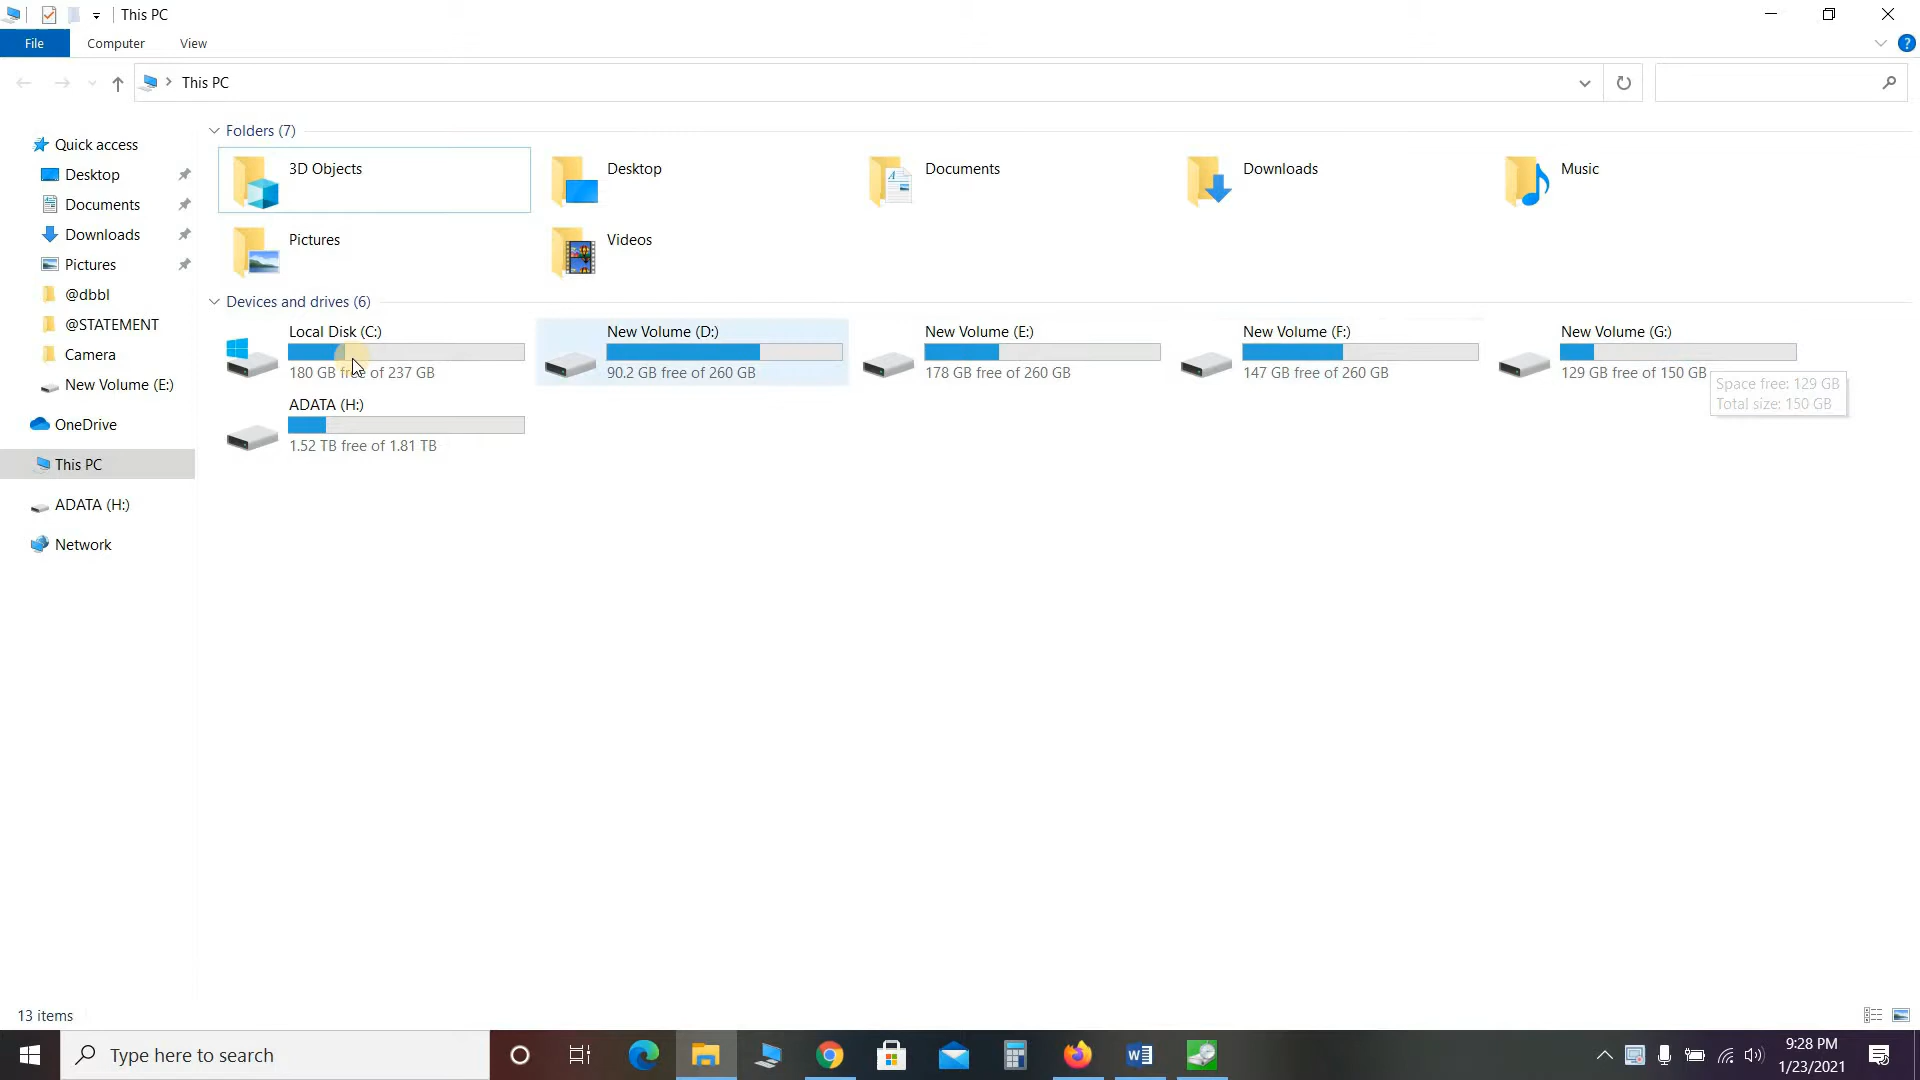 This PC
File Computer View
This PC
Folders (7)
3D Objects
Desktop
Documents
Downloads
Music
Pictures
Videos
Devices and drives (6)
Local Disk (C:)
180 GB free of 237 GB
New Volume (D:)
90.2 GB free of 260 GB
New Volume (E:)
178 GB free of 260 GB
New Volume (F:)
147 GB free of 260 GB
New Volume (G:)
129 GB free of 150 GB
Space free: 129 GB
Total size: 150 GB
ADATA (H:)
1.52 TB free of 1.81 TB
Quick access
Desktop
Documents
Downloads
Pictures
@dbbl
@STATEMENT
Camera
New Volume (E:)
OneDrive
This PC
ADATA (H:)
Network
13 items
Type here to search
9:28 PM
1/23/2021